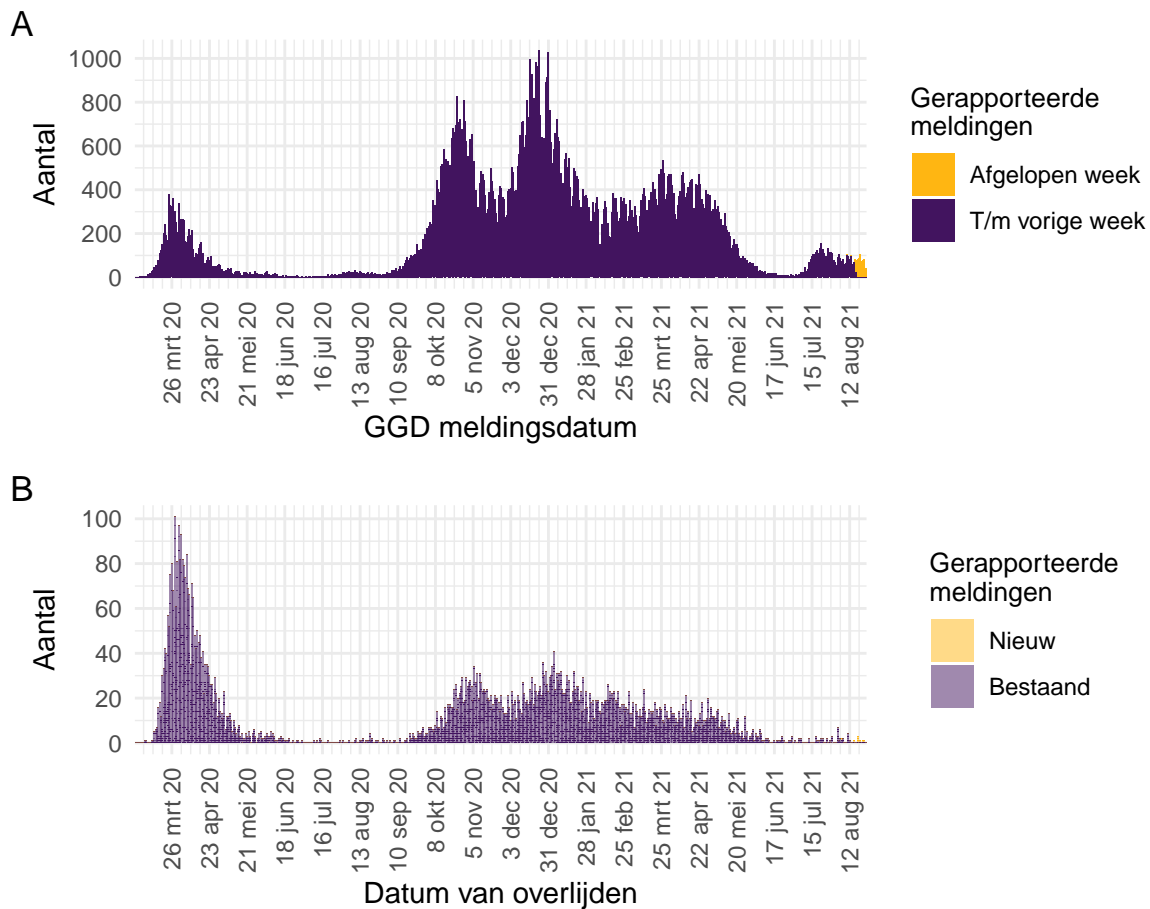 A
1000
800
600
400
200
0
Aantal
26 mrt 20
23 apr 20
21 mei 20
18 jun 20
16 jul 20
13 aug 20
10 sep 20
8 okt 20
5 nov 20
3 dec 20
31 dec 20
28 jan 21
25 feb 21
25 mrt 21
22 apr 21
20 mei 21
17 jun 21
15 jul 21
12 aug 21
GGD meldingsdatum
Gerapporteerde
meldingen
Afgelopen week
T/m vorige week
B
100
80
60
40
20
0
Aantal
26 mrt 20
23 apr 20
21 mei 20
18 jun 20
16 jul 20
13 aug 20
10 sep 20
8 okt 20
5 nov 20
3 dec 20
31 dec 20
28 jan 21
25 feb 21
25 mrt 21
22 apr 21
20 mei 21
17 jun 21
15 jul 21
12 aug 21
Datum van overlijden
Gerapporteerde
meldingen
Nieuw
Bestaand